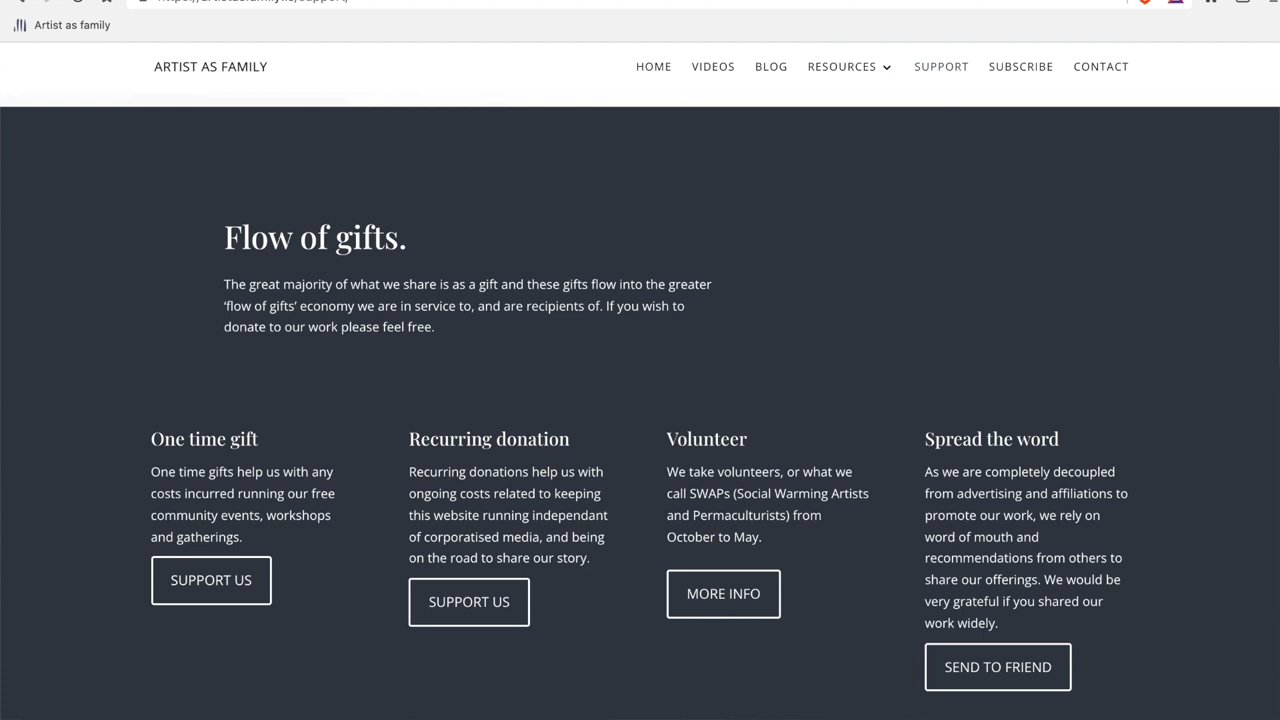 Artist as family
ARTIST AS FAMILY
HOME VIDEOS BLOG RESOURCES SUPPORT SUBSCRIBE CONTACT
Flow of gifts.
The great majority of what we share is as a gift and these gifts flow into the greater
‘flow of gifts’ economy we are in service to, and are recipients of. If you wish to
donate to our work please feel free.
One time gift
One time gifts help us with any
costs incurred running our free
community events, workshops
and gatherings.
SUPPORT US
Recurring donation
Recurring donations help us with
ongoing costs related to keeping
this website running independant
of corporatised media, and being
on the road to share our story.
SUPPORT US
Volunteer
We take volunteers, or what we
call SWAPs (Social Warming Artists
and Permaculturists) from
October to May.
MORE INFO
Spread the word
As we are completely decoupled
from advertising and affiliations to
promote our work, we rely on
word of mouth and
recommendations from others to
share our offerings. We would be
very grateful if you shared our
work widely.
SEND TO FRIEND